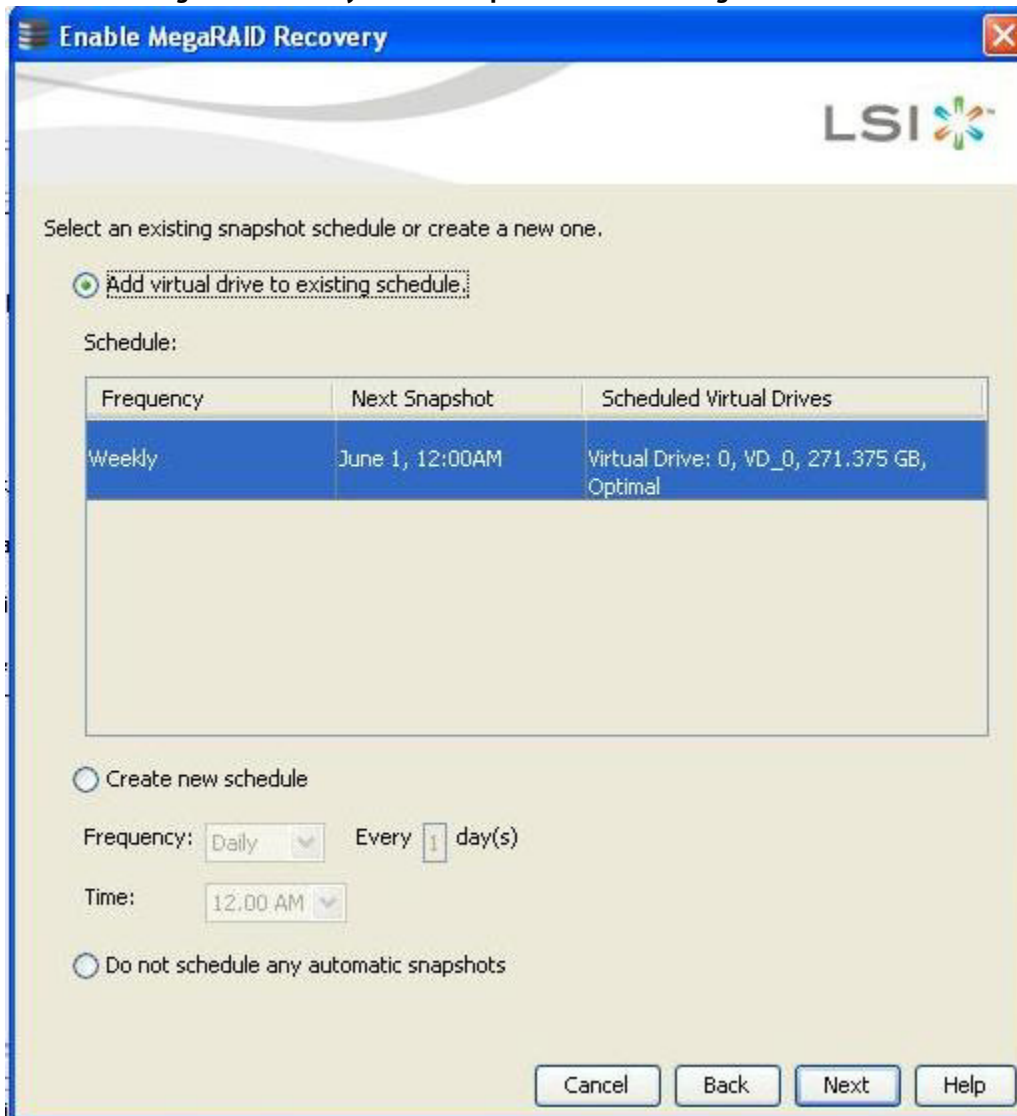 Enable MegaRAID Recovery
LSI
Select an existing snapshot schedule or create a new one.
Add virtual drive to existing schedule.
Schedule:
Frequency Next Snapshot Scheduled Virtual Drives
Weekly June 1, 12:00AM Virtual Drive: 0, VD_0, 271.375 GB,
Optimal
Create new schedule
Frequency: Daily Every 1 day(s)
Time: 12.00 AM
Do not schedule any automatic snapshots
Cancel Back Next Help